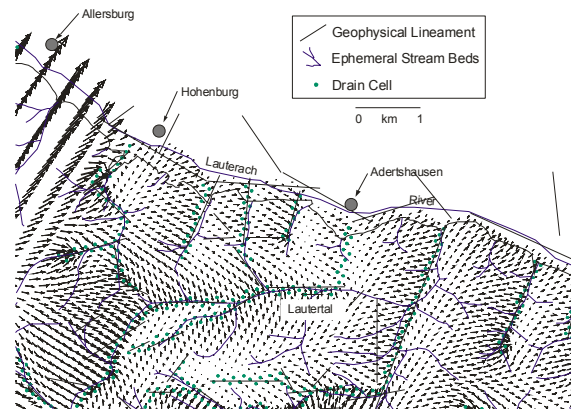 Allersburg
Geophysical Lineament
Ephemeral Stream Beds
Drain Cell
Hohenburg
0 km 1
Lauterach
Adertshausen
River
Lautertal